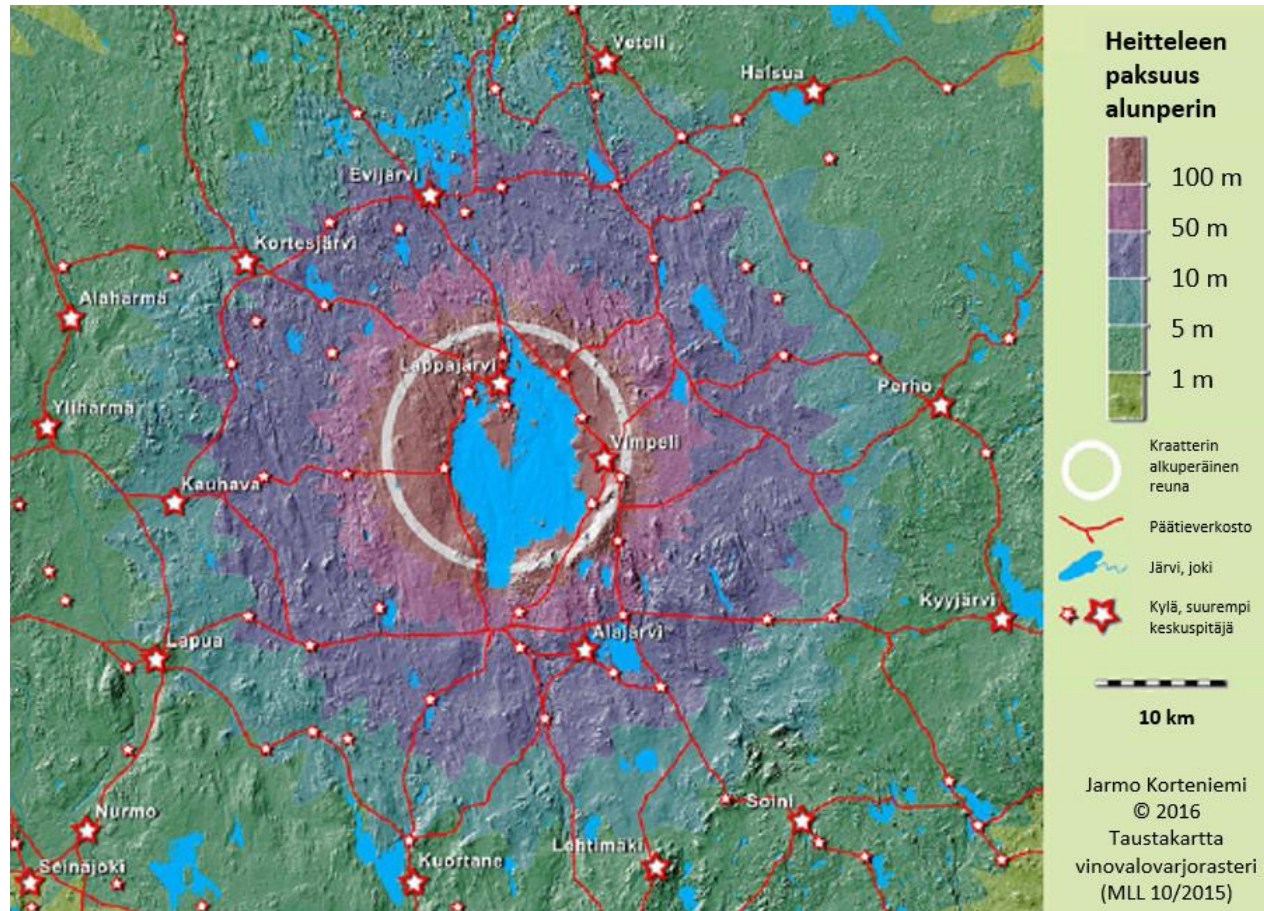 Veteli
Halsua
Evijärvi
Kortesjärvi
Alahärmä
Lappajärvi
Perho
Ylihärmä
Vimpeli
Kauhava
Kyyjärvi
Alajärvi
Lapua
Nurmo
Soini
Lehtimäki
Kuortane
Seinäjoki
Heitteleen
paksuus
alunperin
100 m
50 m
10 m
5 m
1 m
Kraatterin
alkuperäinen
reuna
Päätieverkosto
Järvi, joki
Kylä, suurempi
keskuspitäjä
10 km
Jarmo Korteniemi
© 2016
Taustakartta
vinovalovarjorasteri
(MLL 10/2015)